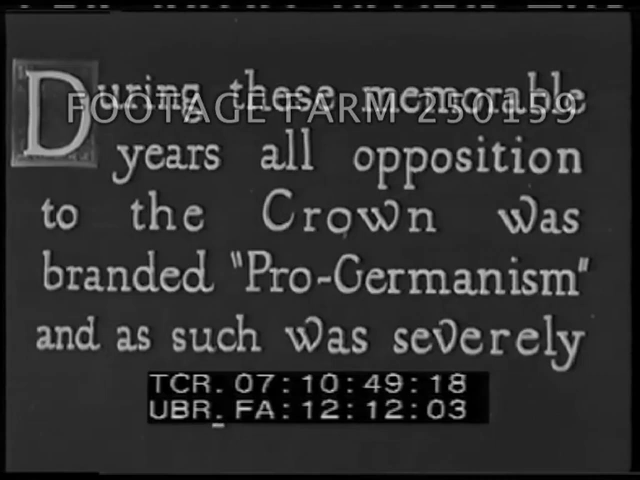 During these memorable
FOOTAGE FARM 250159
years all opposition
to the Crown was
branded "Pro-Germanism"
and as such was severely
TCR. 07:10:49:18
UBR. FA:12:12:03